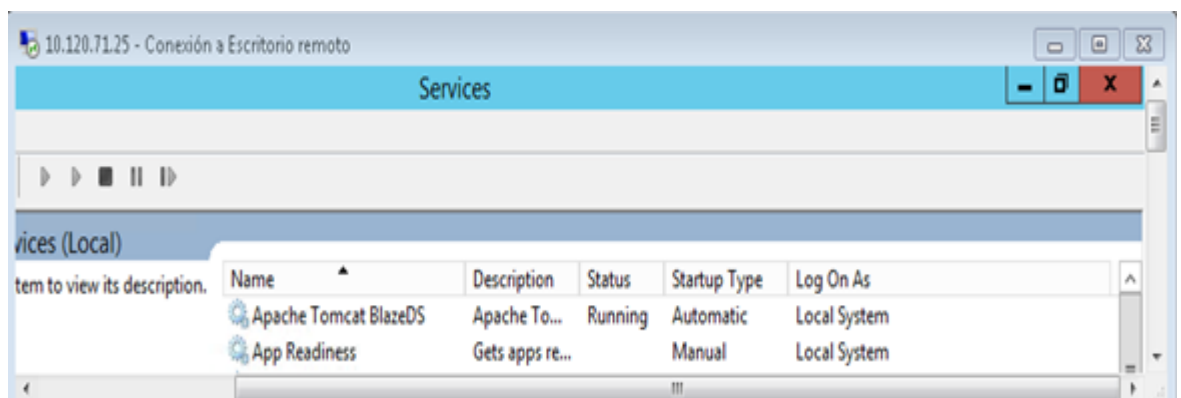 10.120.71.25 - Conexión a Escritorio remoto
Services
vices (Local)
tem to view its description.
Name Description Status Startup Type Log On As
Apache Tomcat BlazeDS Apache To... Running Automatic Local System
App Readiness Gets apps re... Manual Local System